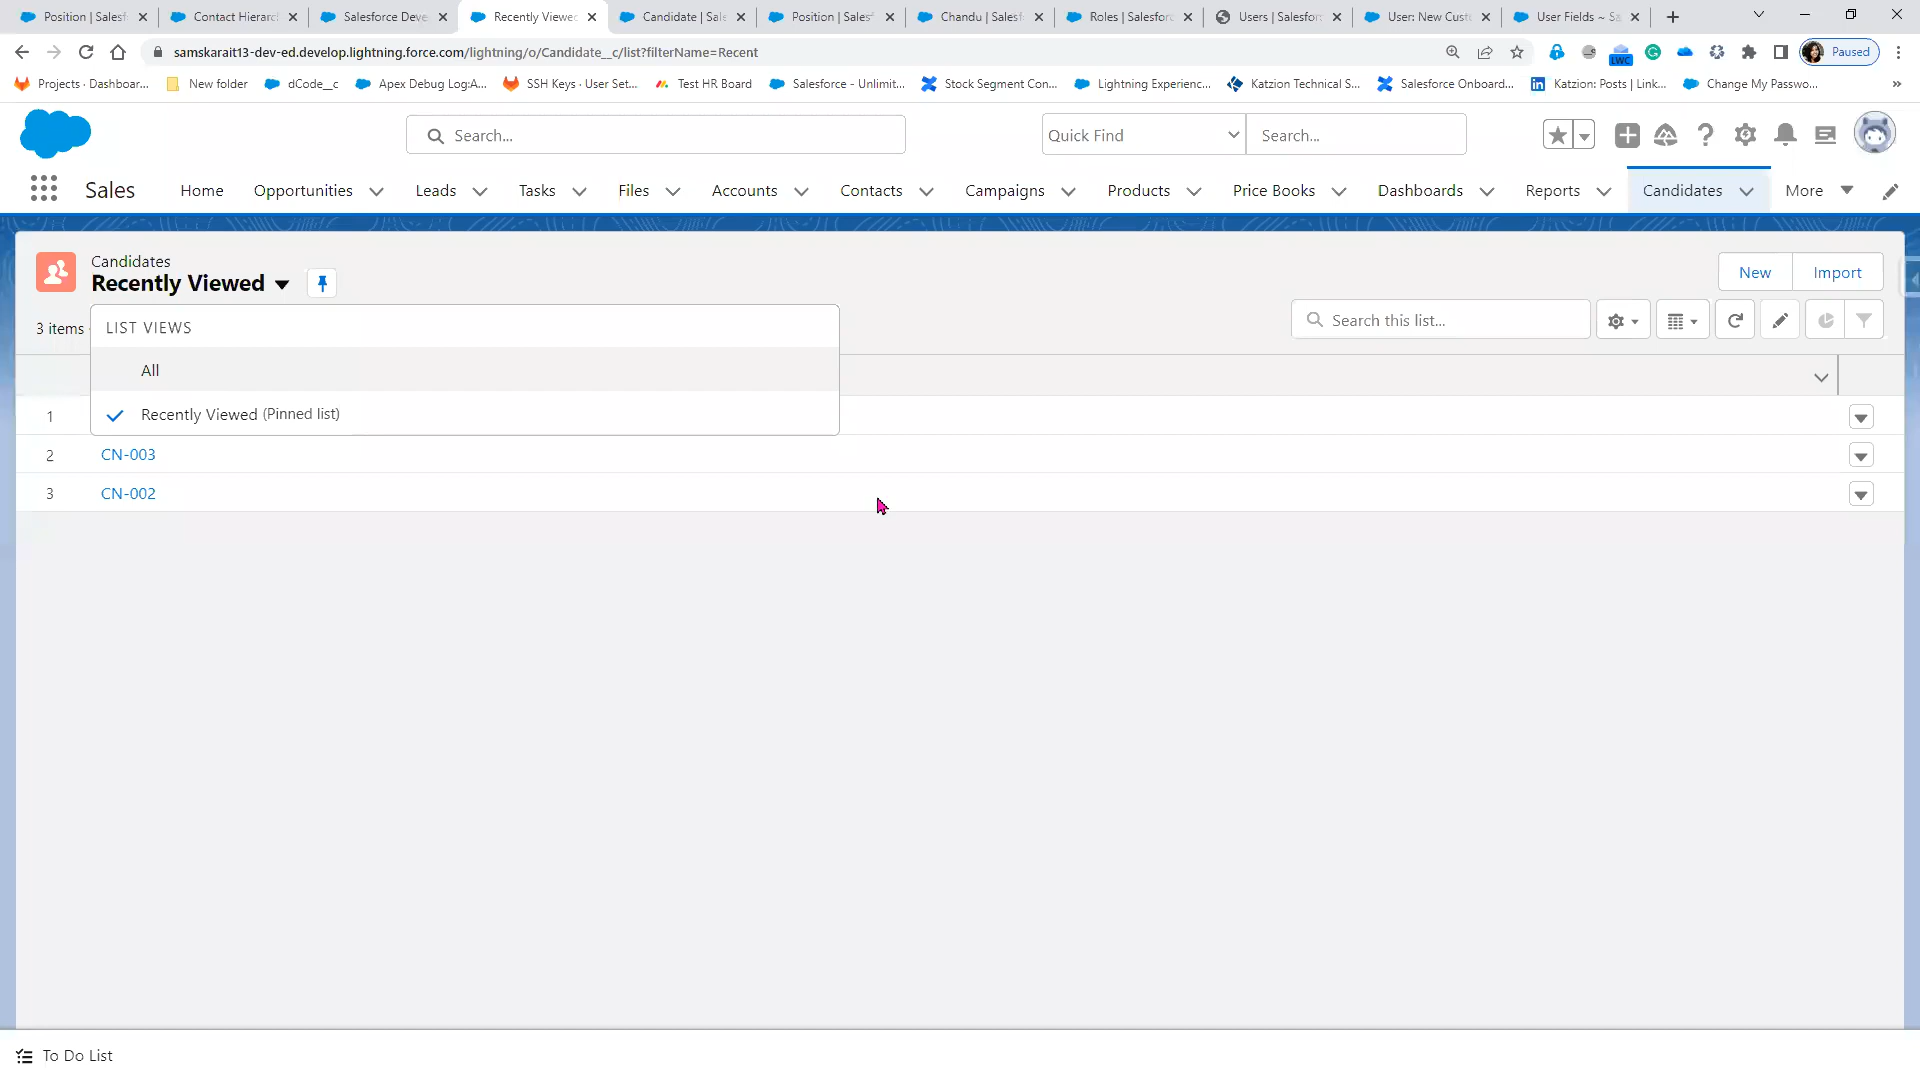 Position | Salesf
Contact Hierarc
Salesforce Deve
Recently Viewe
Candidate | Sale
Position | Salesf
Chandu | Salesf
Roles | Salesforc
Users | Salesfor
User: New Cust
User Fields ~ Sa
samskarait13-dev-ed.develop.lightning.force.com/lightning/o/Candidate__c/list?filterName=Recent
LWC
Paused
Projects · Dashboar...
New folder
dCode__c
Apex Debug Log:A...
SSH Keys · User Set...
Test HR Board
Salesforce - Unlimit...
Stock Segment Con...
Lightning Experienc...
Katzion Technical S...
Salesforce Onboard...
Katzion: Posts | Link...
Change My Passwo...
»
Search...
Quick Find
Search...
Sales
Home
Opportunities
Leads
Tasks
Files
Accounts
Contacts
Campaigns
Products
Price Books
Dashboards
Reports
Candidates
More
Candidates
Recently Viewed
New
Import
3 items
Search this list...
LIST VIEWS
All
Recently Viewed (Pinned list)
1
2 CN-003
3 CN-002
To Do List